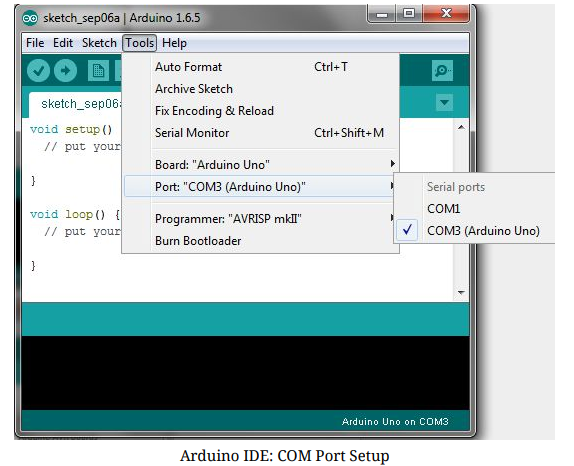 sketch_sep06a | Arduino 1.6.5
File Edit Sketch Tools Help
Auto Format Ctrl+T
Archive Sketch
Fix Encoding & Reload
Serial Monitor Ctrl+Shift+M
Board: "Arduino Uno"
Port: "COM3 (Arduino Uno)"
Programmer: "AVRISP mkII"
Burn Bootloader
Serial ports
COM1
COM3 (Arduino Uno)
sketch_sep06a
void setup()
// put your
}
void loop() {
// put your
}
Arduino Uno on COM3
Arduino IDE: COM Port Setup